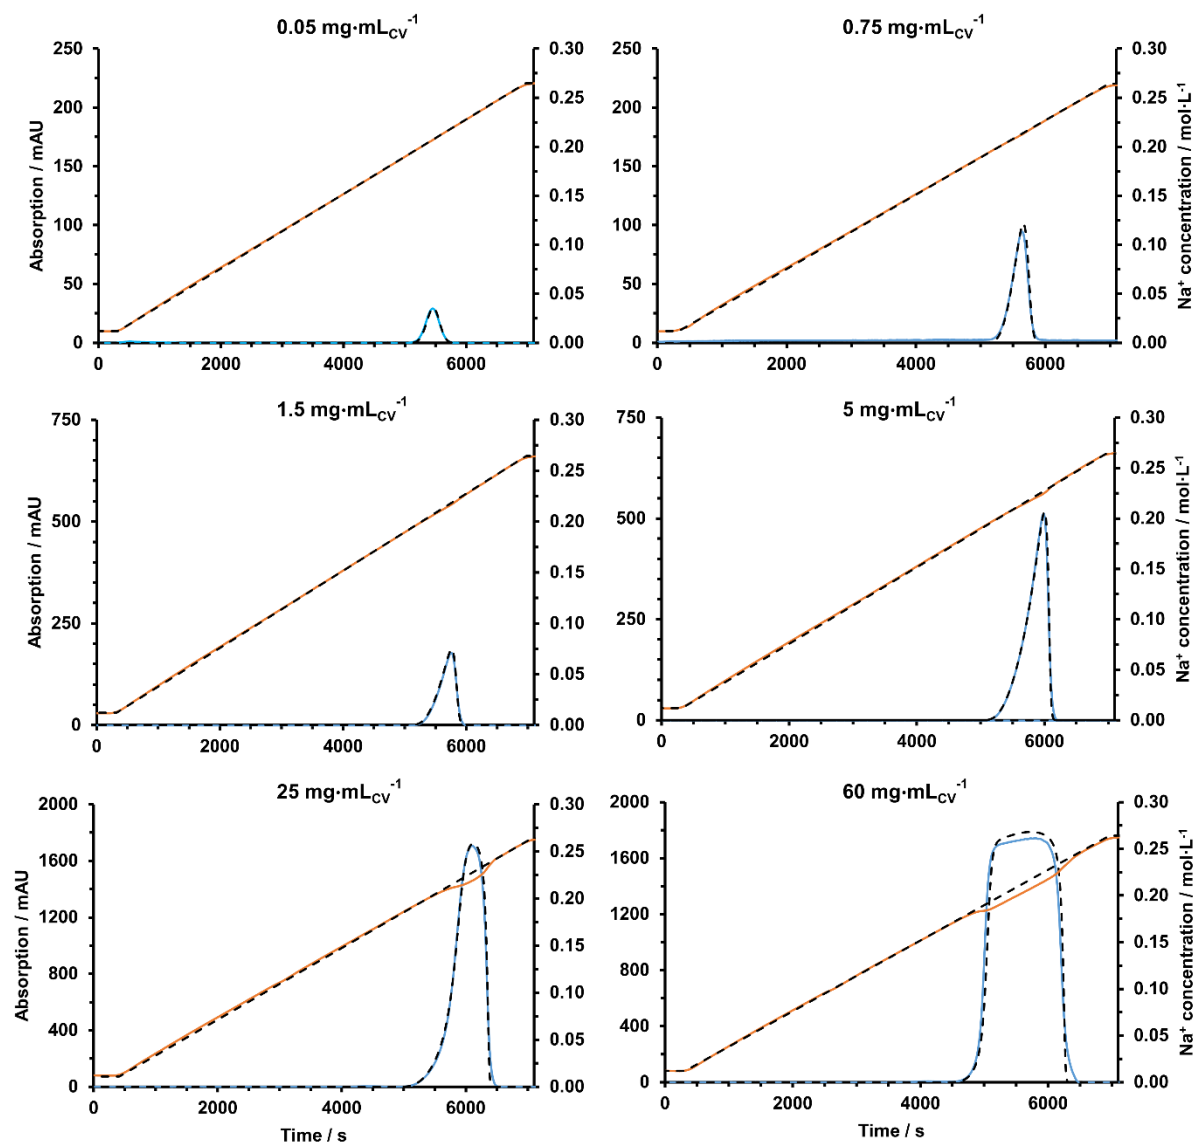 0.05 mg·mL_CV^-1
0.75 mg·mL_CV^-1
250 0.30 250 0.30
200 0.25 200 0.25
150 0.20 150 0.20
100 0.15 100 0.15
50 0.10 50 0.10
0 0.05 0 0.05
0.00 0.00
Absorption / mAU
Na+ concentration / mol·L^-1
0 2000 4000 6000 0 2000 4000 6000
1.5 mg·mL_CV^-1
5 mg·mL_CV^-1
750 0.30 750 0.30
0.25 0.25
500 0.20 500 0.20
0.15 0.15
250 0.10 250 0.10
0.05 0.05
0 0.00 0 0.00
Absorption / mAU
Na+ concentration / mol·L^-1
0 2000 4000 6000 0 2000 4000 6000
25 mg·mL_CV^-1
60 mg·mL_CV^-1
2000 0.30 2000 0.30
1600 0.25 1600 0.25
1200 0.20 1200 0.20
800 0.15 800 0.15
400 0.10 400 0.10
0 0.05 0 0.05
0.00 0.00
Absorption / mAU
Na+ concentration / mol·L^-1
0 2000 4000 6000 0 2000 4000 6000
Time / s
Time / s